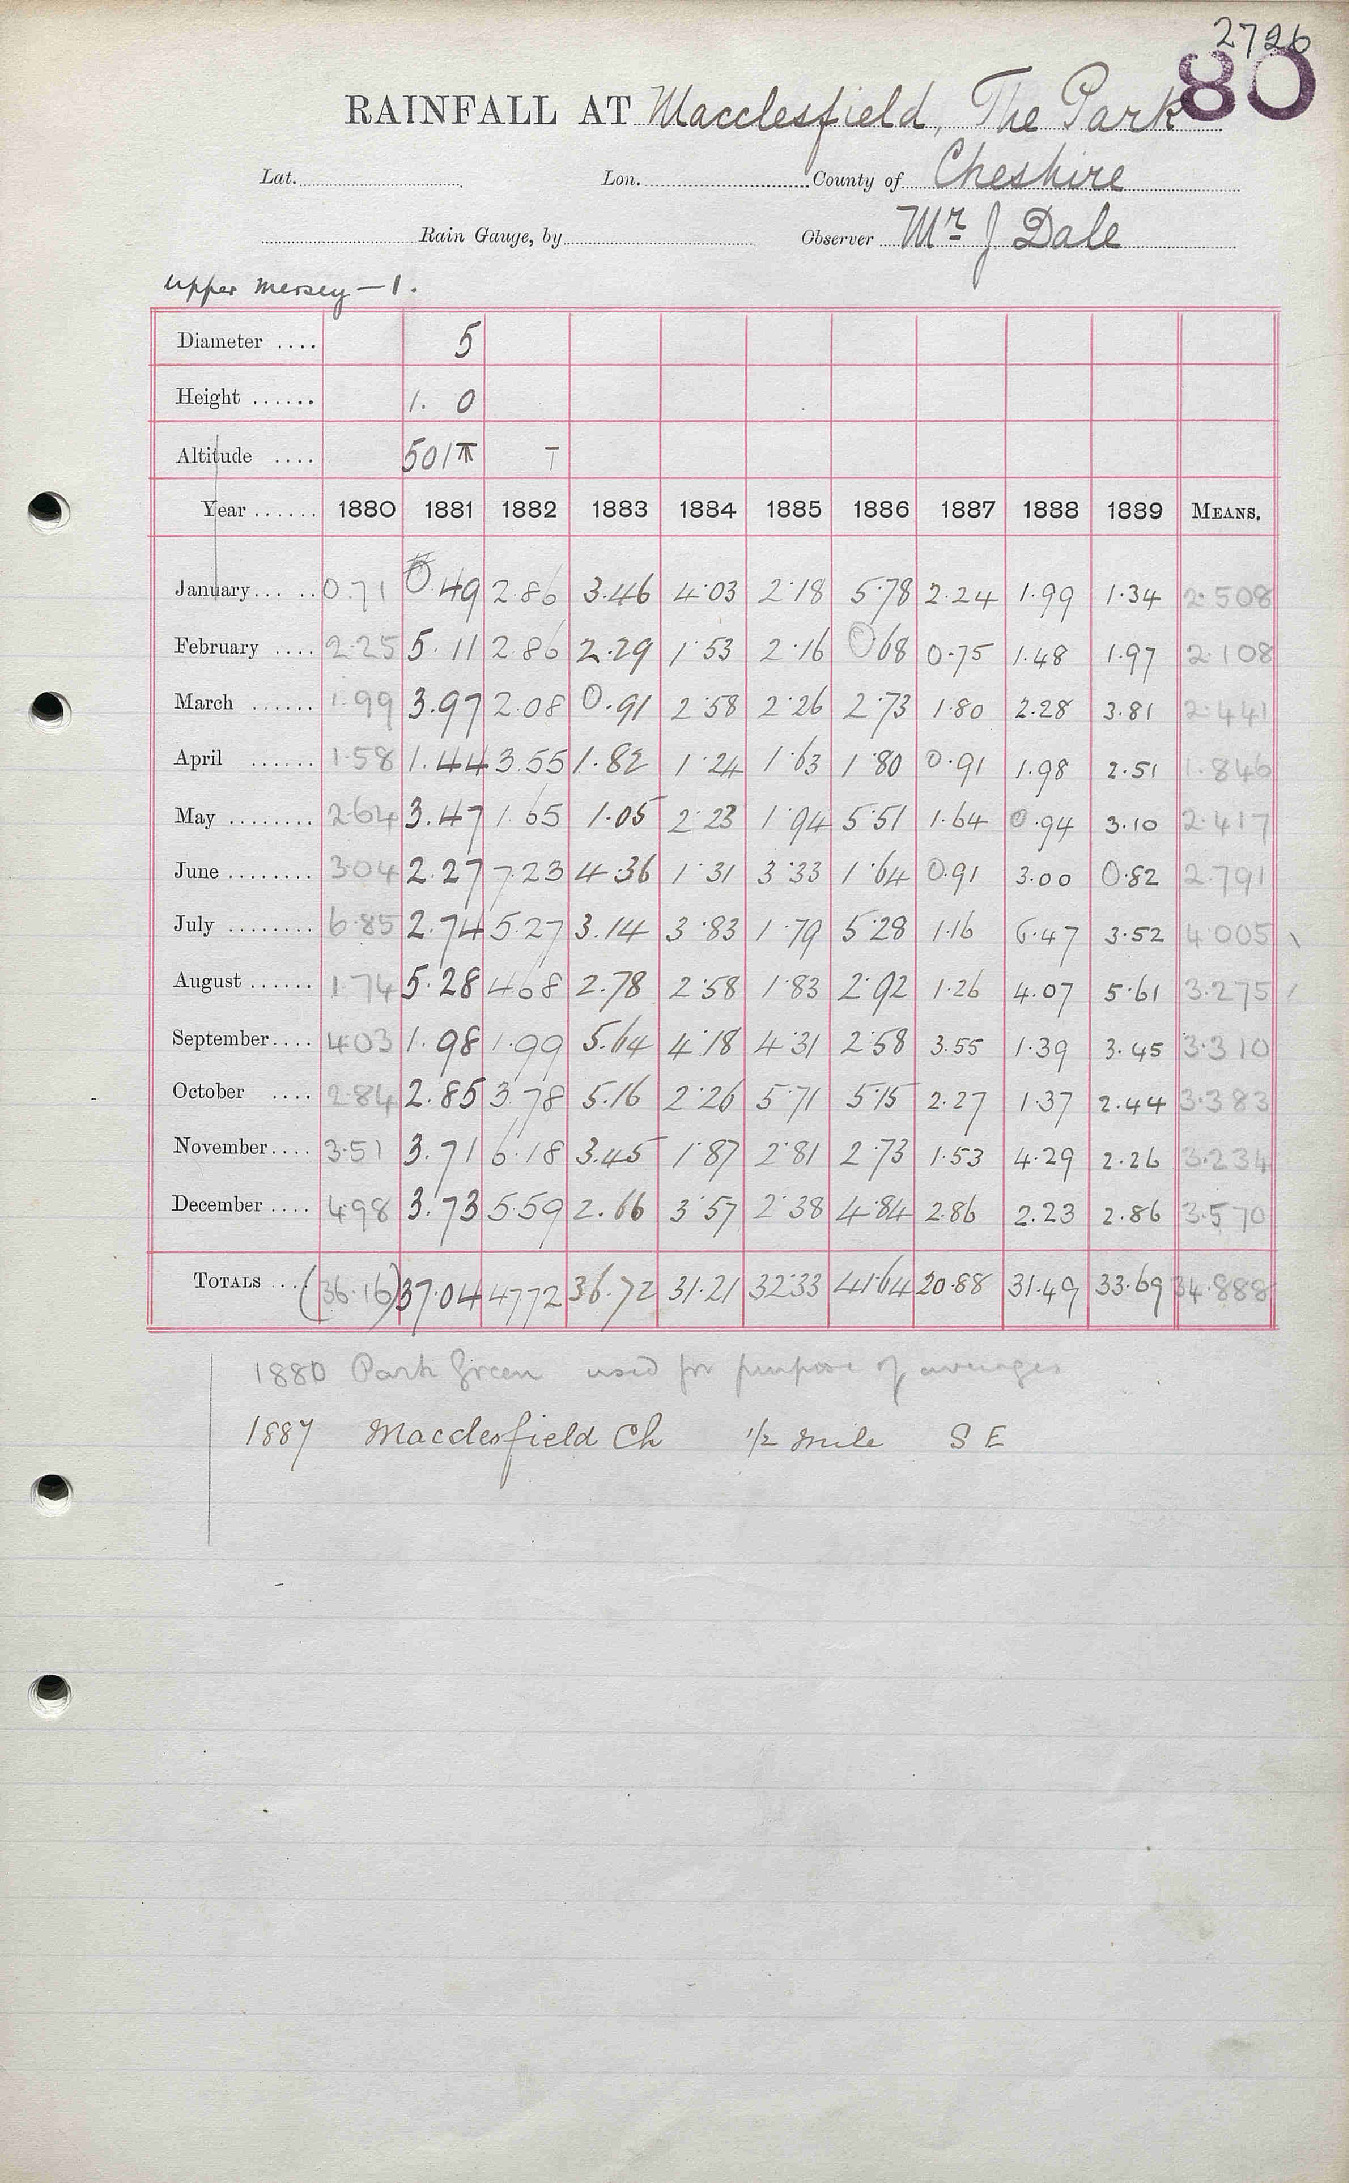 2726
80
RAINFALL AT Macclesfield, The Park
Lat. Lon. County of Cheshire
Rain Gauge, by Observer Mr J Dale
Upper Mersey — 1.
Diameter .... 5
Height ...... 1. 0
Altitude .... 501 T
Year ...... 1880 1881 1882 1883 1884 1885 1886 1887 1888 1889 MEANS.
January... .. 0.71 0.49 2.86 3.46 4.03 2.18 5.78 2.24 1.99 1.34 2.508
February .... 2.25 5.11 2.86 2.29 1.53 2.16 0.68 0.75 1.48 1.97 2.108
March ...... 1.99 3.97 2.08 0.91 2.58 2.26 2.73 1.80 2.28 3.81 2.441
April ...... 1.58 1.44 3.55 1.82 1.24 1.63 1.80 0.91 1.98 2.51 1.846
May ........ 2.64 3.47 1.65 1.05 2.23 1.94 5.51 1.64 0.94 3.10 2.417
June ........ 3.04 2.27 7.23 4.36 1.31 3.33 1.64 0.91 3.00 0.82 2.791
July ........ 6.85 2.74 5.27 3.14 3.83 1.79 5.28 1.16 6.47 3.52 4.005
August ...... 1.74 5.28 4.68 2.78 2.58 1.83 2.92 1.26 4.07 5.61 3.275
September.... 4.03 1.98 1.99 5.64 4.18 4.31 2.58 3.55 1.39 3.45 3.310
October .... 2.84 2.85 3.78 5.16 2.26 5.71 5.15 2.27 1.37 2.44 3.383
November.... 3.51 3.71 6.18 3.45 1.87 2.81 2.73 1.53 4.29 2.26 3.234
December .... 4.98 3.73 5.59 2.66 3.57 2.38 4.84 2.86 2.23 2.86 3.570
TOTALS ... (36.16) 37.04 47.72 36.72 31.21 32.33 41.64 20.88 31.49 33.69 34.888
1880 Park Green used for purpose of averages
1887 Macclesfield Ch 1/2 mile S E